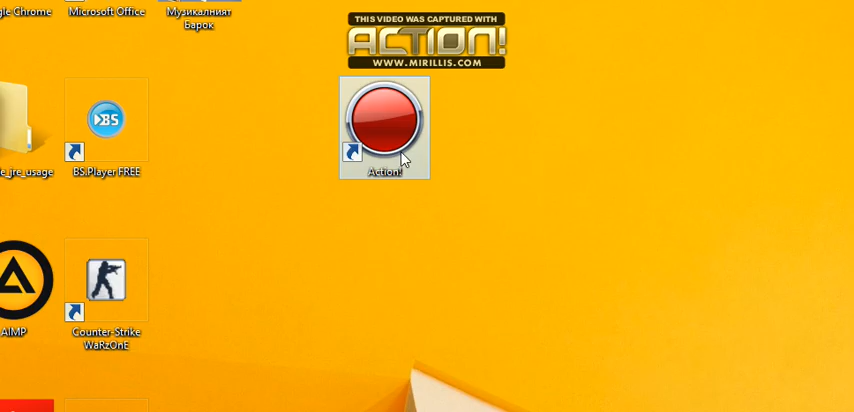 gle Chrome
Microsoft Office
Музикалният
Барок
THIS VIDEO WAS CAPTURED WITH
ACTION!
WWW.MIRILLIS.COM
BS
e_jre_usage
BS.Player FREE
Action!
AIMP
Counter-Strike
WaRzOnE